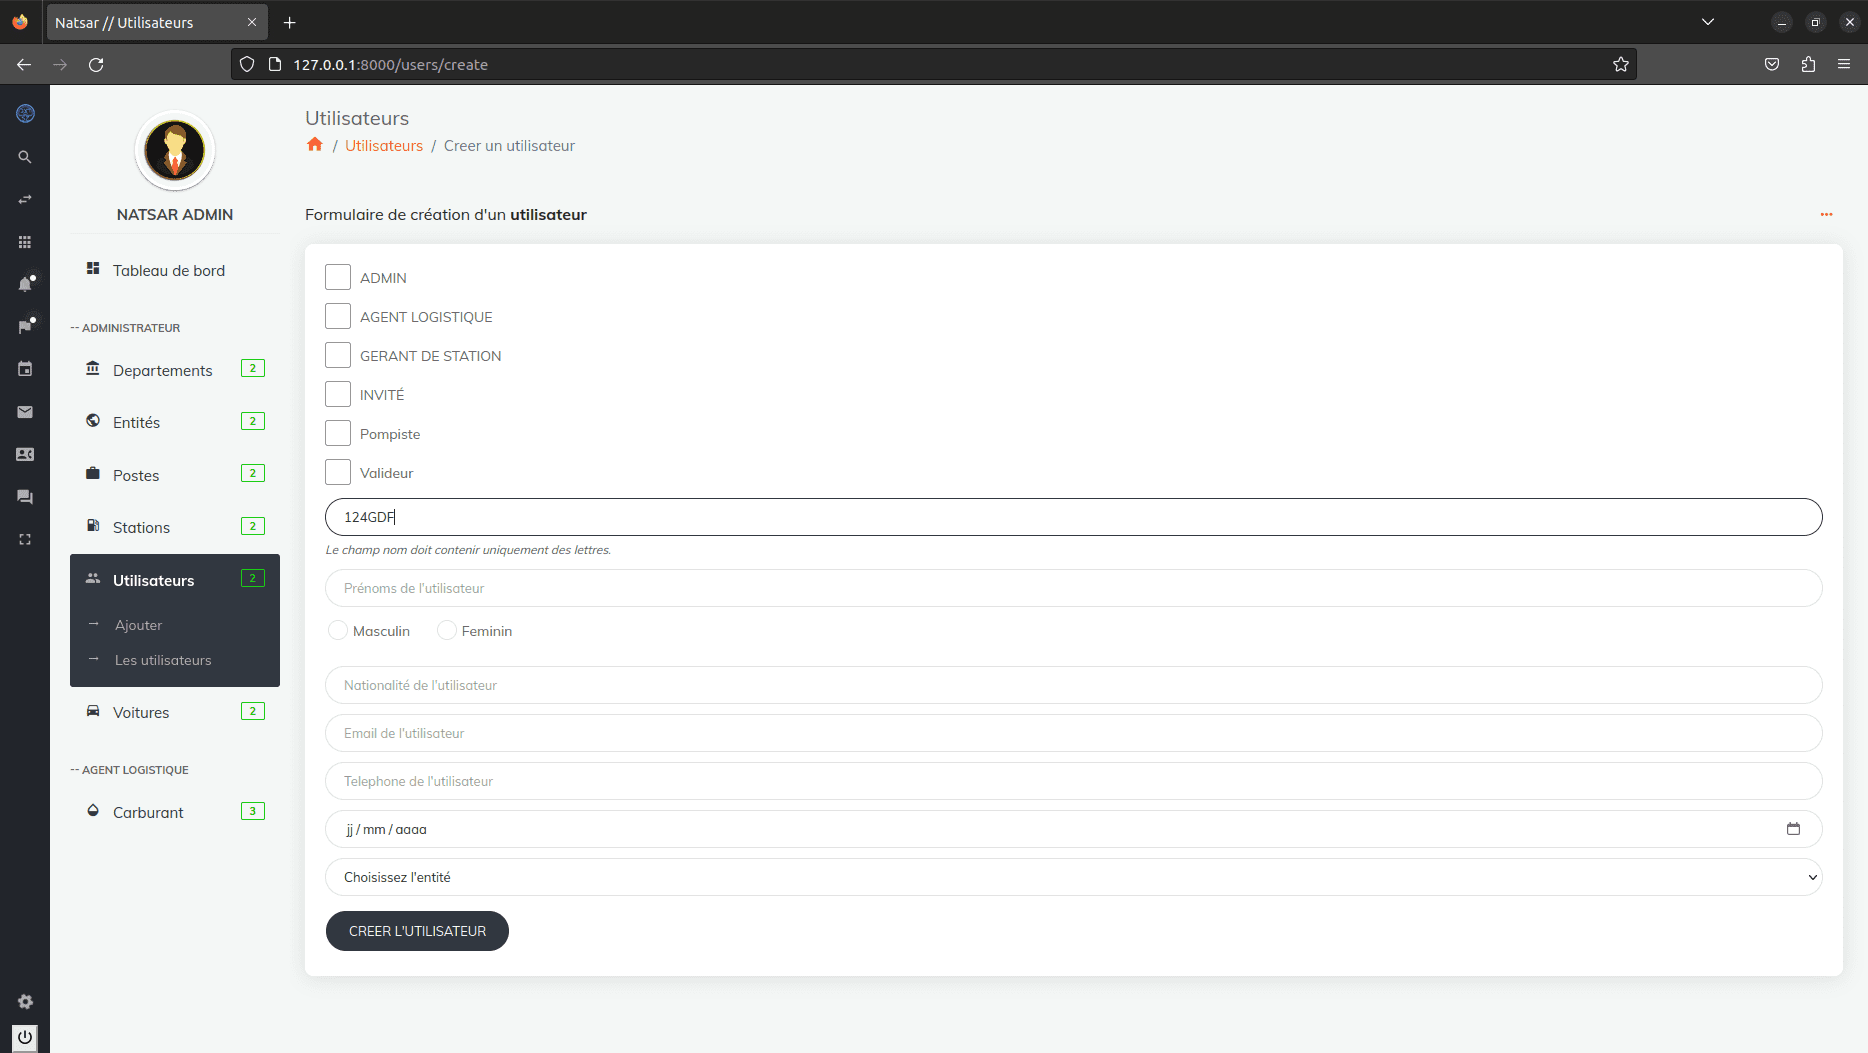 Natsar // Utilisateurs
127.0.0.1:8000/users/create
NATSAR ADMIN
Tableau de bord
-- ADMINISTRATEUR
Departements 2
Entités 2
Postes 2
Stations 2
Utilisateurs 2
Ajouter
Les utilisateurs
Voitures 2
-- AGENT LOGISTIQUE
Carburant 3
Utilisateurs
/ Utilisateurs / Creer un utilisateur
Formulaire de création d'un utilisateur
ADMIN
AGENT LOGISTIQUE
GERANT DE STATION
INVITÉ
Pompiste
Valideur
124GDF
Le champ nom doit contenir uniquement des lettres.
Prénoms de l'utilisateur
Masculin Feminin
Nationalité de l'utilisateur
Email de l'utilisateur
Telephone de l'utilisateur
jj / mm / aaaa
Choisissez l'entité
CREER L'UTILISATEUR